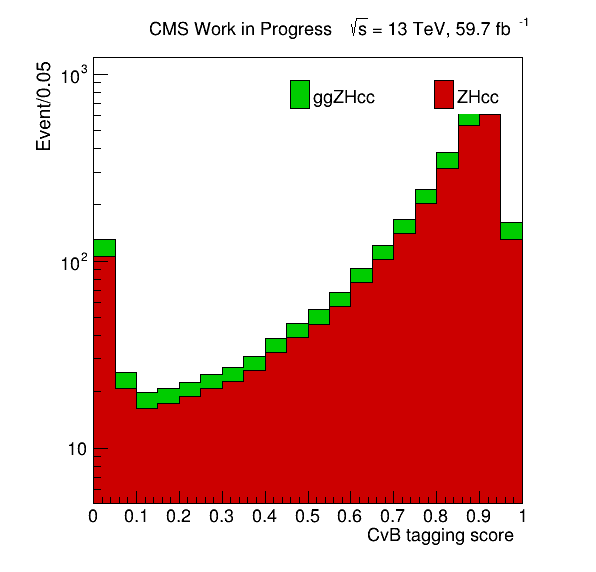 CMS Work in Progress √s = 13 TeV, 59.7 fb⁻¹
Event/0.05
10³
ggZHcc ZHcc
10²
10
0 0.1 0.2 0.3 0.4 0.5 0.6 0.7 0.8 0.9 1
CvB tagging score